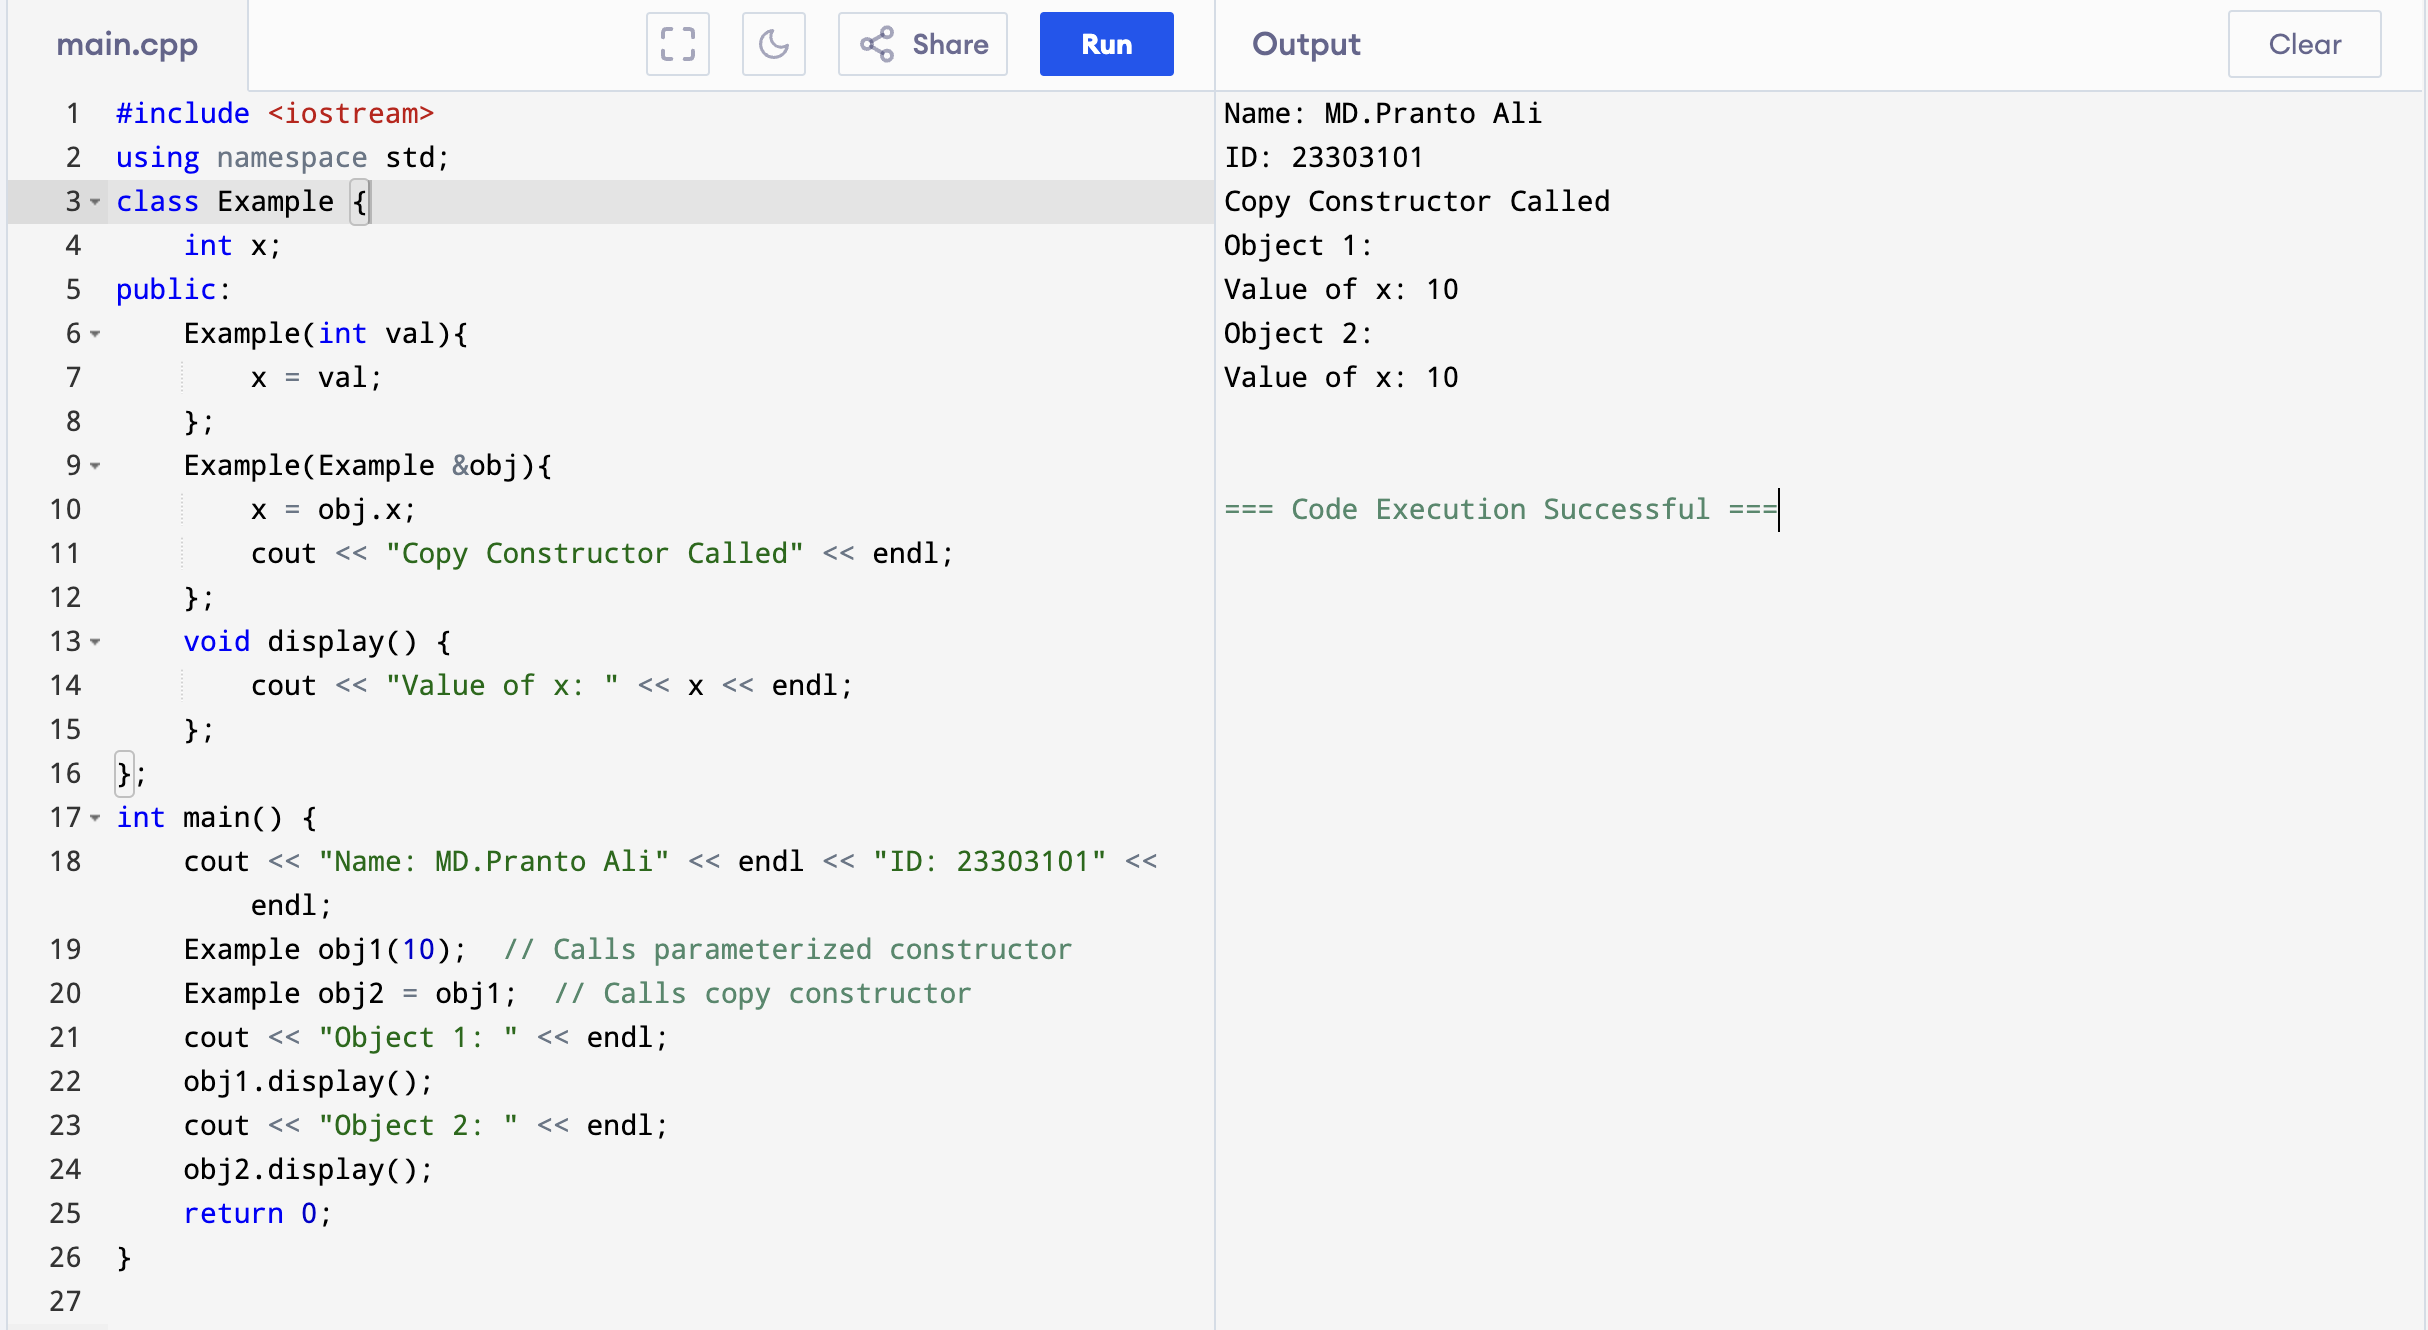 main.cpp
Share
Run
Output
Clear
1 #include <iostream>
2 using namespace std;
3 class Example {
4     int x;
5 public:
6     Example(int val){
7         x = val;
8     };
9     Example(Example &obj){
10         x = obj.x;
11         cout << "Copy Constructor Called" << endl;
12     };
13     void display() {
14         cout << "Value of x: " << x << endl;
15     };
16 };
17 int main() {
18     cout << "Name: MD.Pranto Ali" << endl << "ID: 23303101" <<
        endl;
19     Example obj1(10);  // Calls parameterized constructor
20     Example obj2 = obj1;  // Calls copy constructor
21     cout << "Object 1: " << endl;
22     obj1.display();
23     cout << "Object 2: " << endl;
24     obj2.display();
25     return 0;
26 }
27
Name: MD.Pranto Ali
ID: 23303101
Copy Constructor Called
Object 1:
Value of x: 10
Object 2:
Value of x: 10
=== Code Execution Successful ===